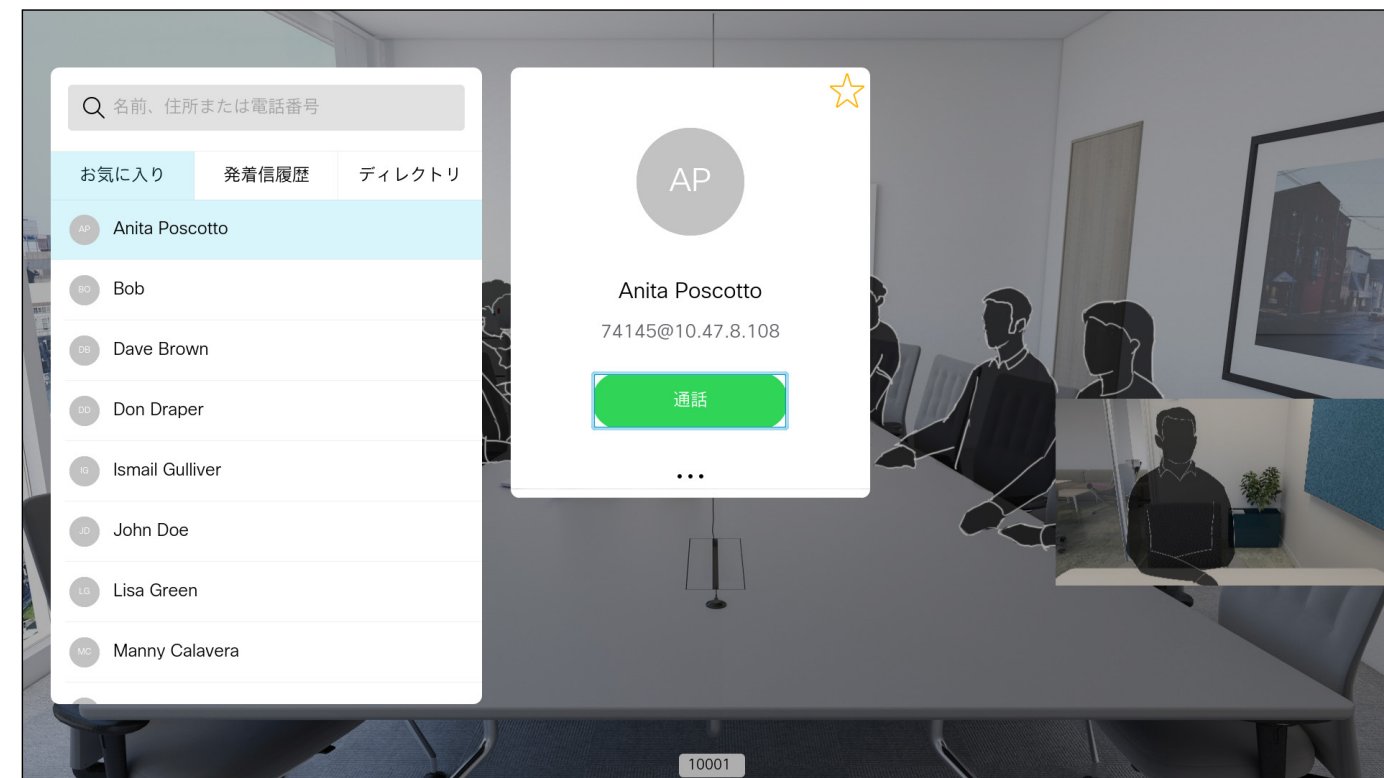 名前、住所または電話番号
お気に入り 発着信履歴 ディレクトリ
AP Anita Poscotto
BO Bob
DB Dave Brown
DD Don Draper
IG Ismail Gulliver
JD John Doe
LG Lisa Green
MC Manny Calavera
AP
Anita Poscotto
74145@10.47.8.108
通話
10001